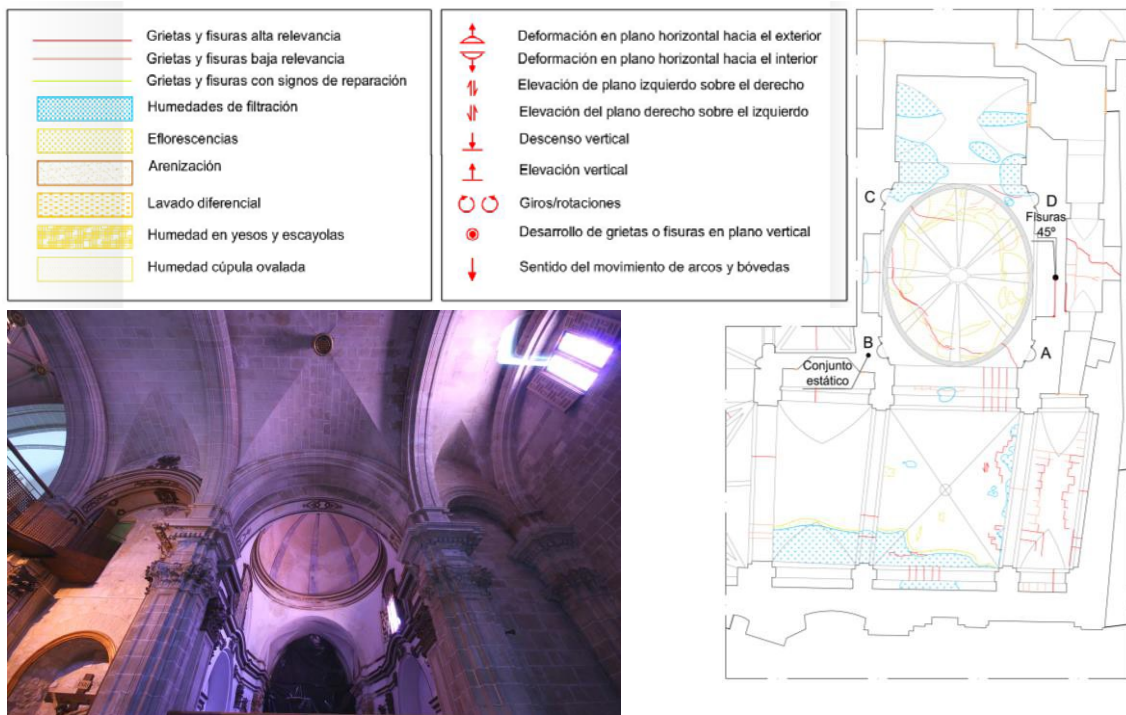 Grietas y fisuras alta relevancia
Grietas y fisuras baja relevancia
Grietas y fisuras con signos de reparación
Humedades de filtración
Eflorescencias
Arenización
Lavado diferencial
Humedad en yesos y escayolas
Humedad cúpula ovalada
Deformación en plano horizontal hacia el exterior
Deformación en plano horizontal hacia el interior
Elevación de plano izquierdo sobre el derecho
Elevación del plano derecho sobre el izquierdo
Descenso vertical
Elevación vertical
Giros/rotaciones
Desarrollo de grietas o fisuras en plano vertical
Sentido del movimiento de arcos y bóvedas
C
D
Fisuras
45º
B
A
Conjunto
estático